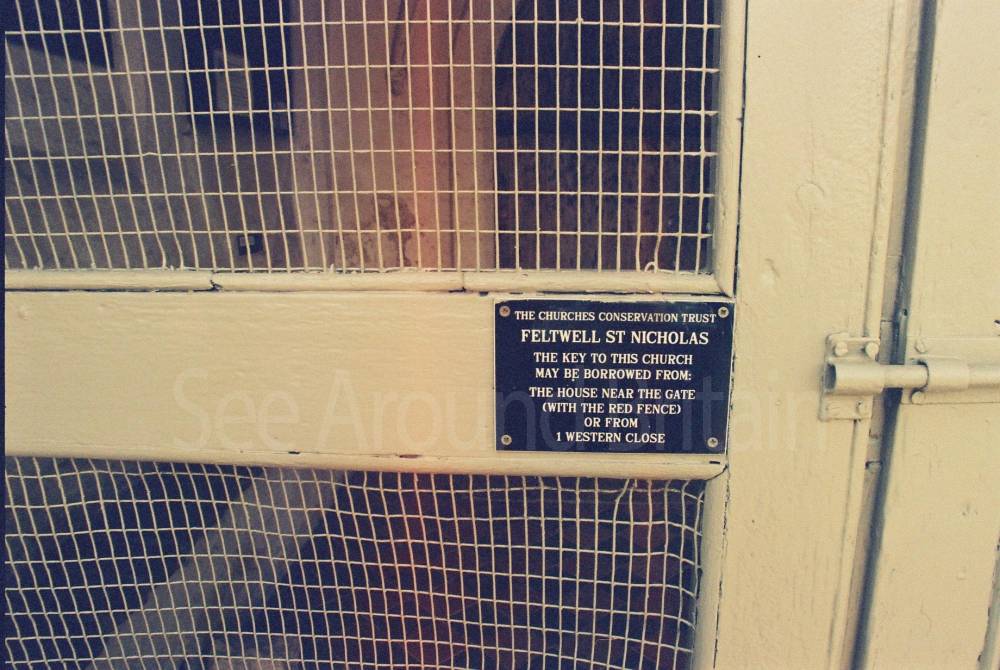 THE CHURCHES CONSERVATION TRUST
FELTWELL ST NICHOLAS
THE KEY TO THIS CHURCH
MAY BE BORROWED FROM:
THE HOUSE NEAR THE GATE
(WITH THE RED FENCE)
OR FROM
1 WESTERN CLOSE
See Around Britain